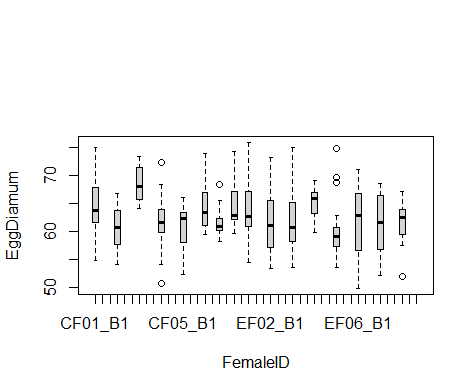 EggDiamum
70
60
50
CF01_B1 CF05_B1 EF02_B1 EF06_B1
FemaleID